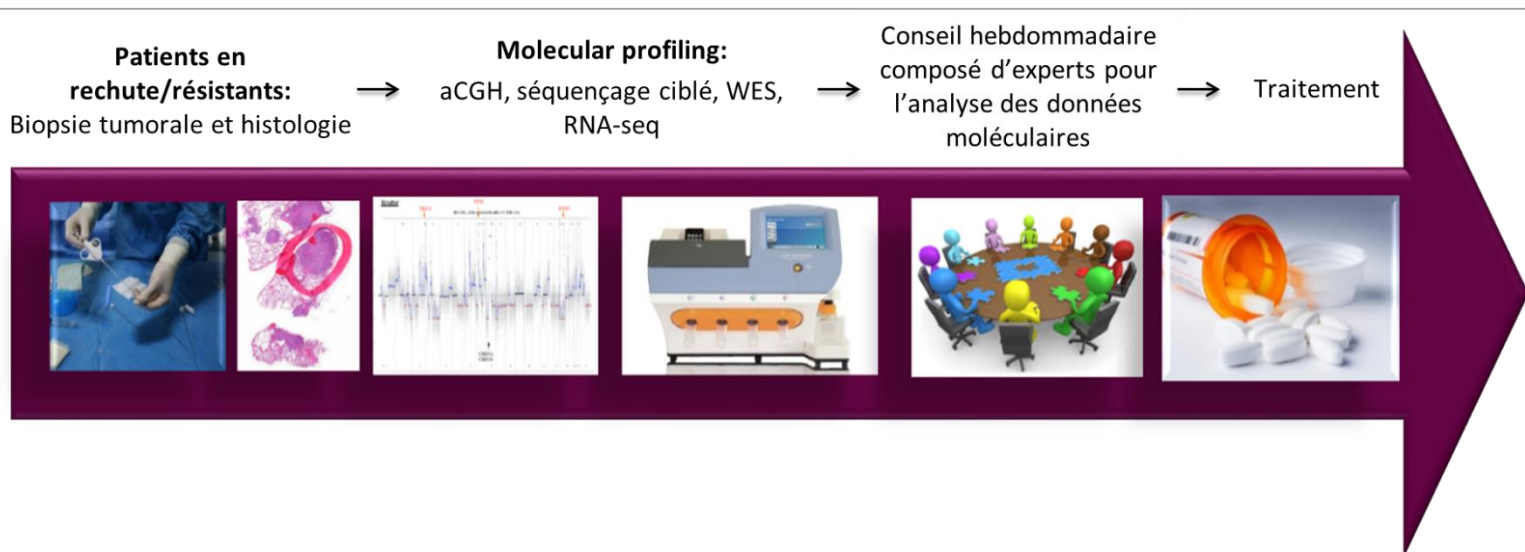 Patients en
rechute/résistants:
Biopsie tumorale et histologie
Molecular profiling:
aCGH, séquençage ciblé, WES,
RNA-seq
Conseil hebdommadaire
composé d’experts pour
l’analyse des données
moléculaires
Traitement